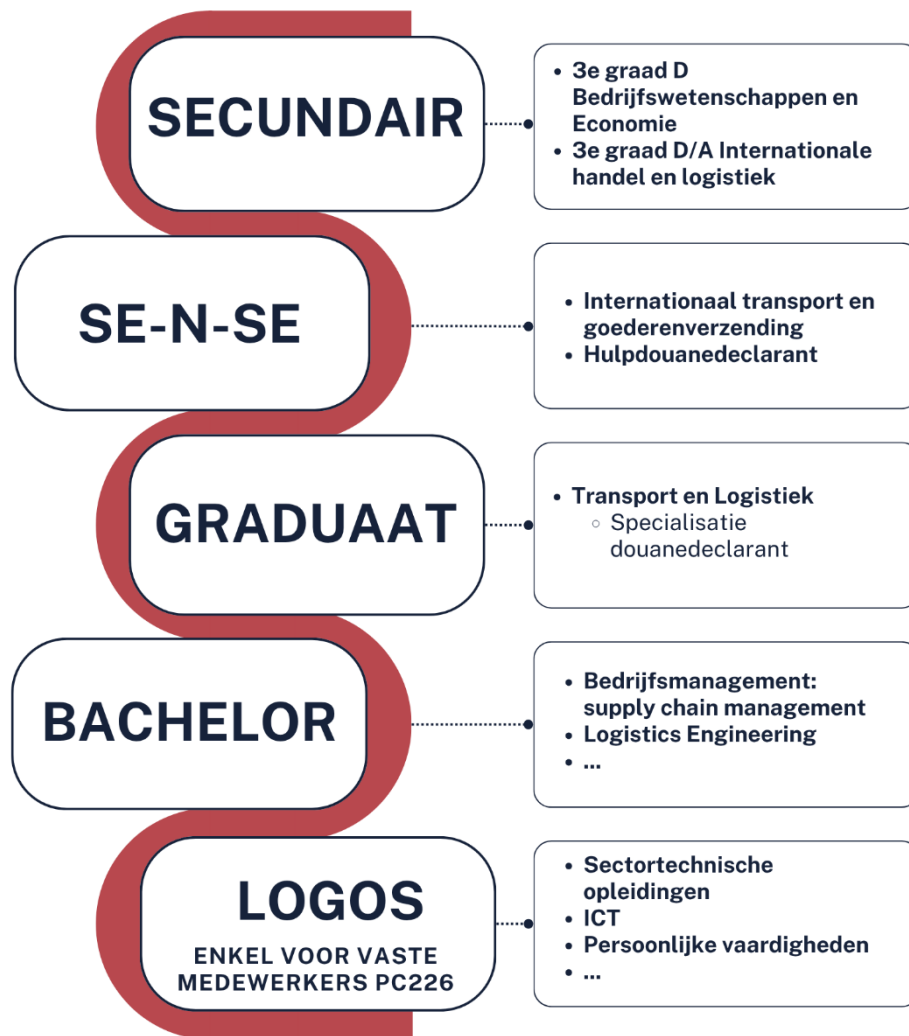 SECUNDAIR
• 3e graad D
Bedrijfswetenschappen en
Economie
• 3e graad D/A Internationale
handel en logistiek
SE-N-SE
• Internationaal transport en
goederenverzending
• Hulpdouanedeclarant
GRADUAAT
• Transport en Logistiek
○ Specialisatie
douanedeclarant
BACHELOR
• Bedrijfsmanagement:
supply chain management
• Logistics Engineering
• ...
LOGOS
ENKEL VOOR VASTE
MEDEWERKERS PC226
• Sectortechnische
opleidingen
• ICT
• Persoonlijke vaardigheden
• ...